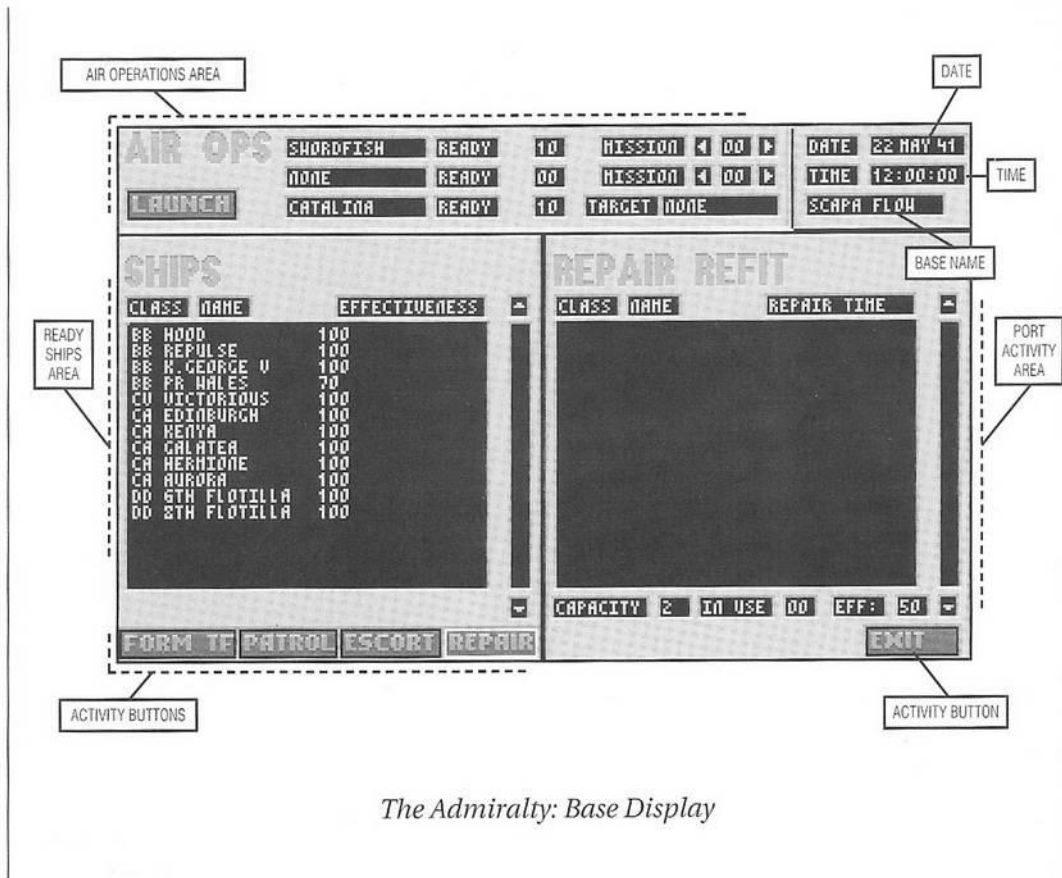 AIR OPERATIONS AREA
DATE
AIR OPS SWORDFISH READY 10 MISSION 00 DATE 22 MAY 41
NONE READY 00 MISSION 00 TIME 12:00:00
TIME
LAUNCH CATALINA READY 10 TARGET NONE SCAPA FLOW
BASE NAME
SHIPS
CLASS NAME EFFECTIVENESS
READY
SHIPS
AREA
BB HOOD 100
BB REPULSE 100
BB K.GEORGE V 100
BB PR WALES 70
CV VICTORIOUS 100
CA EDINBURGH 100
CA KENYA 100
CA GALATEA 100
CA HERMIONE 100
CA AURORA 100
DD 6TH FLOTILLA 100
DD 8TH FLOTILLA 100
REPAIR REFIT
CLASS NAME REPAIR TIME
PORT
ACTIVITY
AREA
CAPACITY 2 IN USE 00 EFF: 50
FORM TF PATROL ESCORT REPAIR EXIT
ACTIVITY BUTTONS
ACTIVITY BUTTON
The Admiralty: Base Display